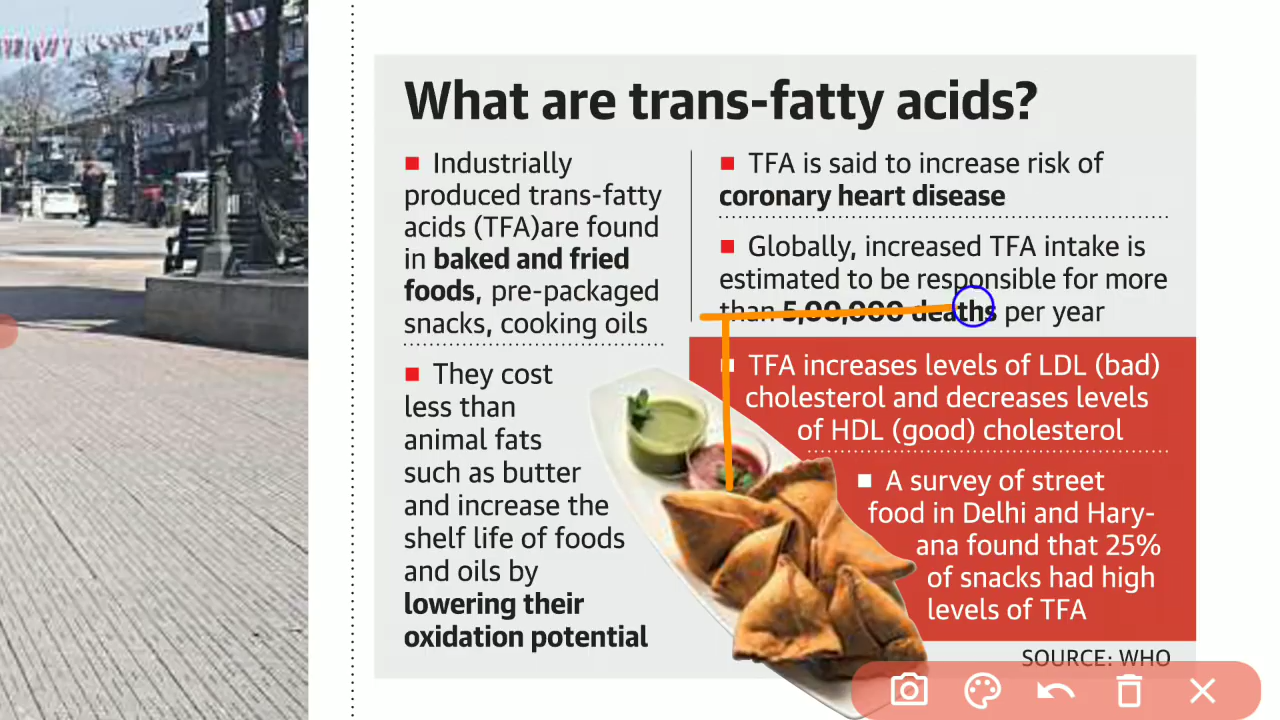 What are trans-fatty acids?
Industrially
produced trans-fatty
acids (TFA)are found
in baked and fried
foods, pre-packaged
snacks, cooking oils
They cost
less than
animal fats
such as butter
and increase the
shelf life of foods
and oils by
lowering their
oxidation potential
TFA is said to increase risk of
coronary heart disease
Globally, increased TFA intake is
estimated to be responsible for more
than 5,00,000 deaths per year
TFA increases levels of LDL (bad)
cholesterol and decreases levels
of HDL (good) cholesterol
A survey of street
food in Delhi and Hary-
ana found that 25%
of snacks had high
levels of TFA
SOURCE: WHO